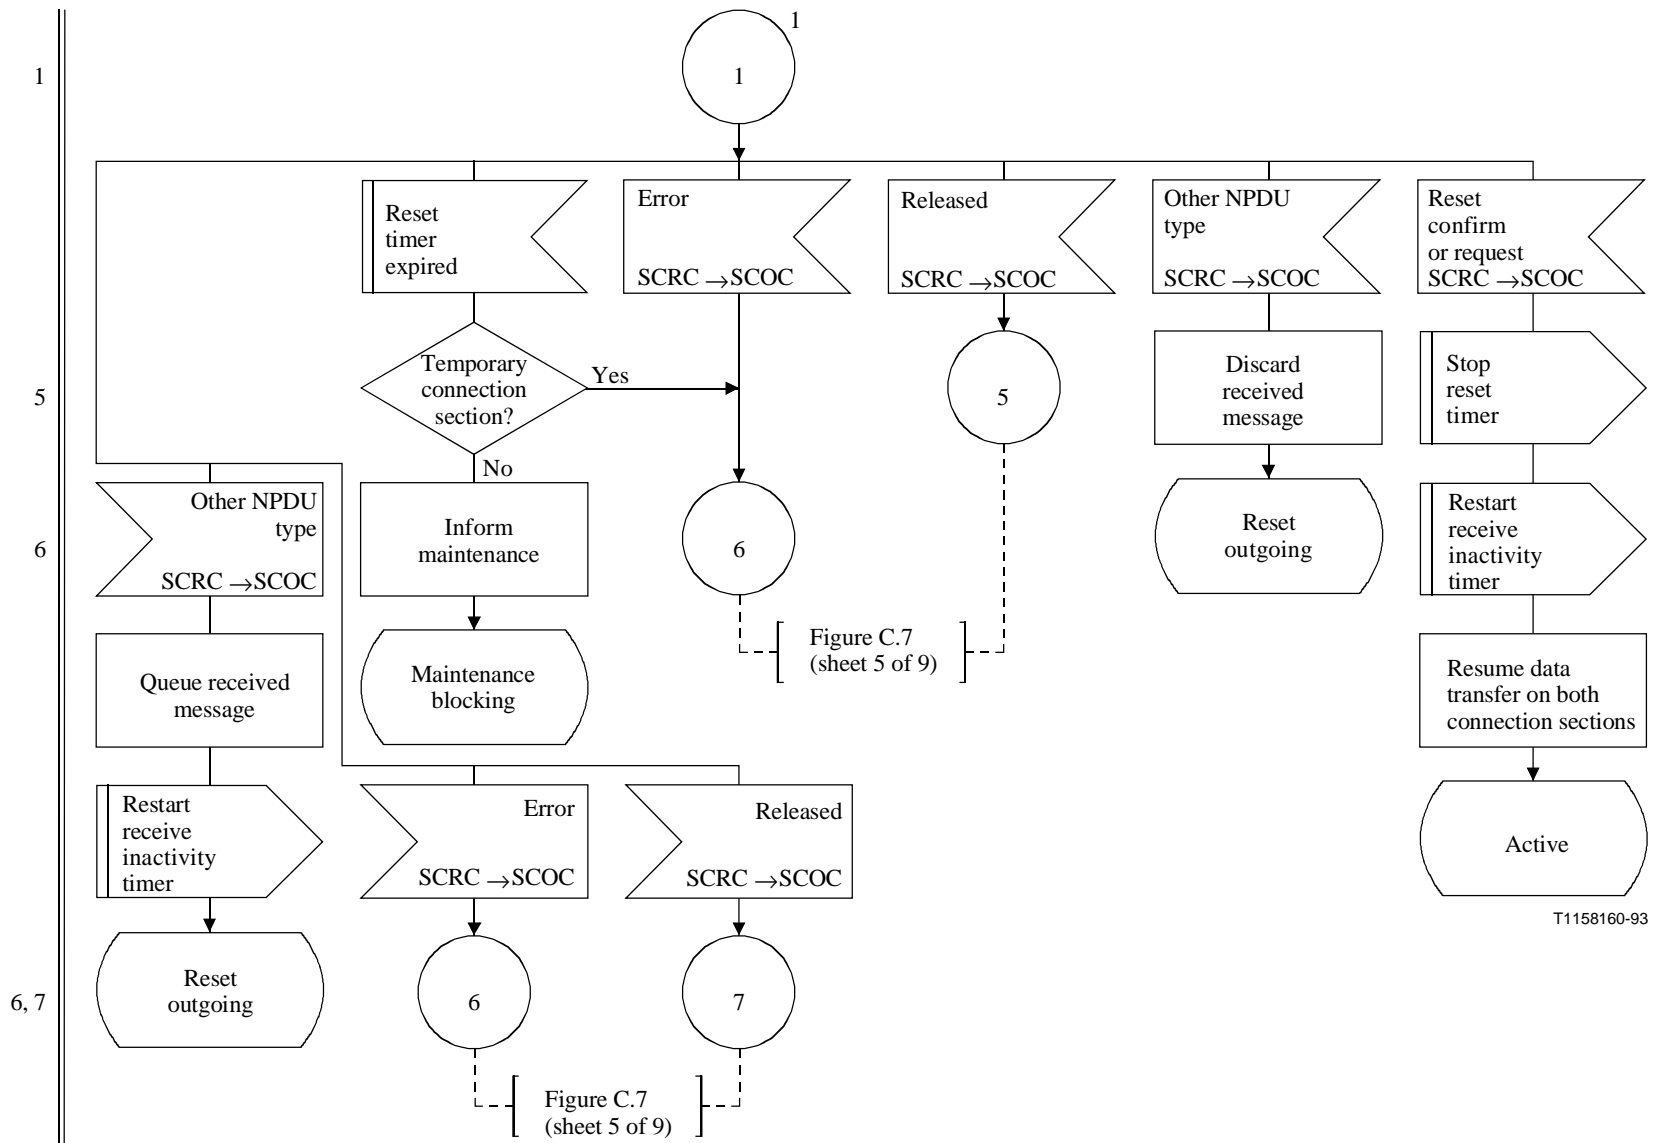 1
1
1
Reset
timer
expired
Error
SCRC →SCOC
Released
SCRC →SCOC
Other NPDU
type
SCRC →SCOC
Reset
confirm
or request
SCRC →SCOC
Temporary
connection
section?
Yes
No
5
5
Discard
received
message
Stop
reset
timer
Other NPDU
type
SCRC →SCOC
6
Inform
maintenance
6
Reset
outgoing
Restart
receive
inactivity
timer
Figure C.7
(sheet 5 of 9)
Queue received
message
Maintenance
blocking
Resume data
transfer on both
connection sections
Restart
receive
inactivity
timer
Error
SCRC →SCOC
Released
SCRC →SCOC
Active
T1158160-93
6, 7
Reset
outgoing
6
7
Figure C.7
(sheet 5 of 9)